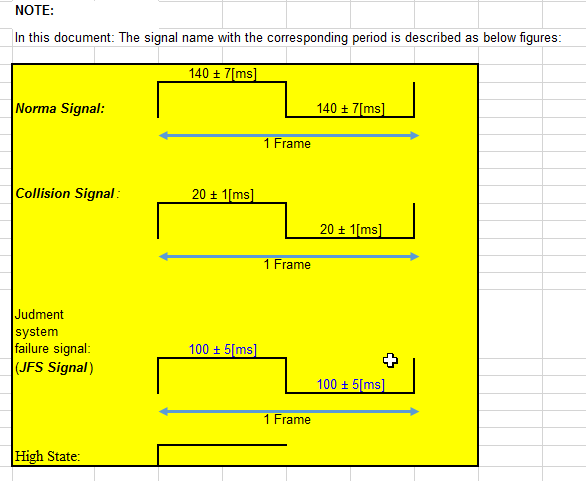 NOTE:
In this document: The signal name with the corresponding period is described as below figures:
140 ± 7[ms]
Norma Signal:
140 ± 7[ms]
1 Frame
Collision Signal:
20 ± 1[ms]
20 ± 1[ms]
1 Frame
Judment
system
failure signal:
(JFS Signal)
100 ± 5[ms]
100 ± 5[ms]
1 Frame
High State: